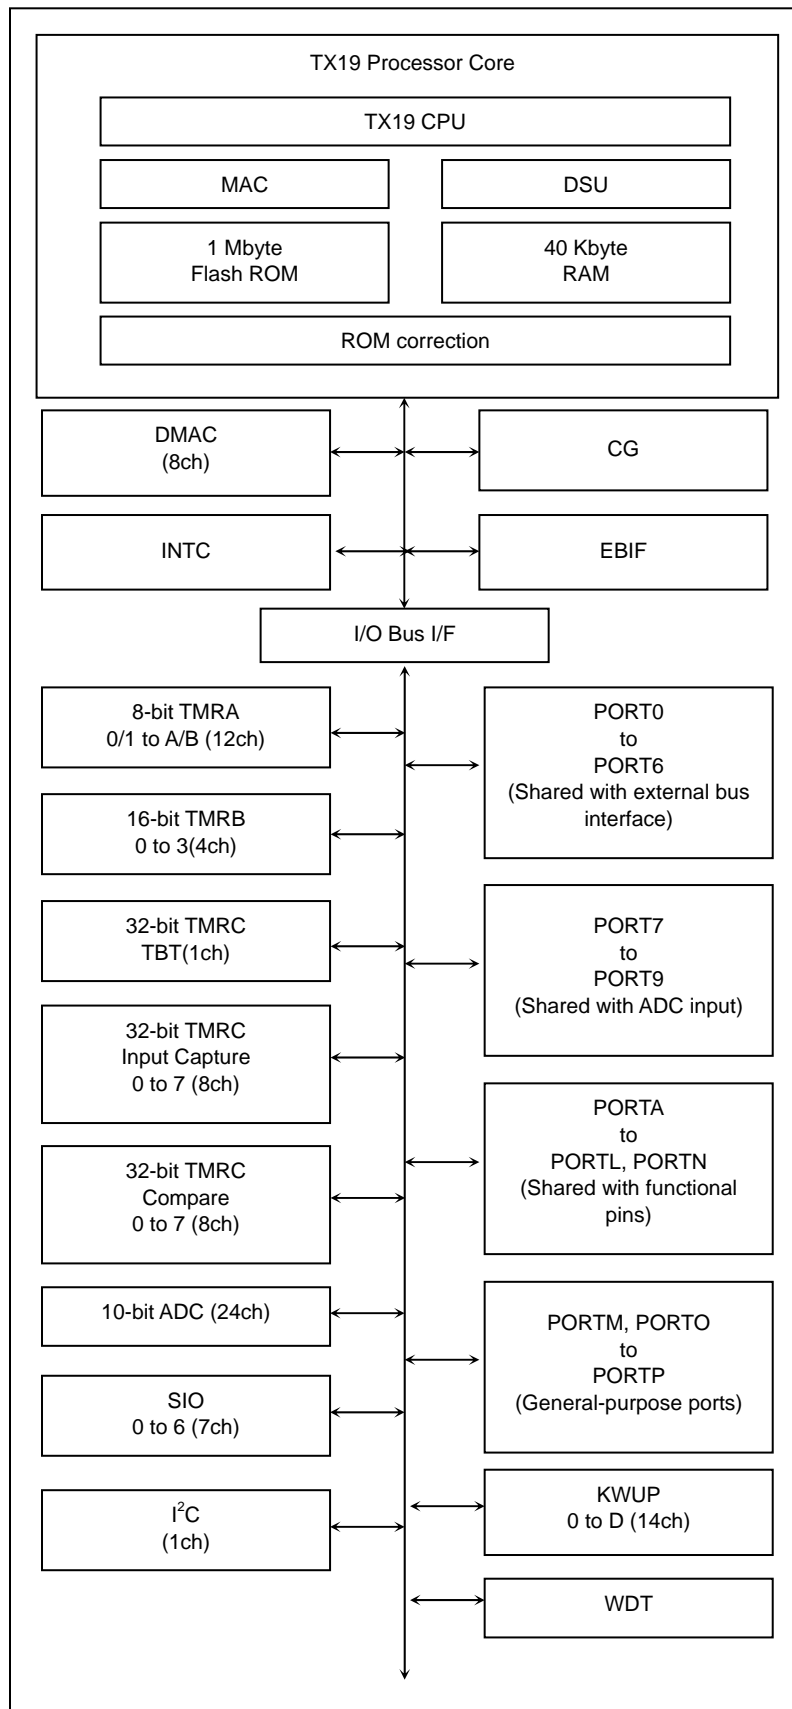 TX19 Processor Core
TX19 CPU
MAC
DSU
1 Mbyte
Flash ROM
40 Kbyte
RAM
ROM correction
DMAC
(8ch)
CG
INTC
EBIF
I/O Bus I/F
8-bit TMRA
0/1 to A/B (12ch)
16-bit TMRB
0 to 3(4ch)
32-bit TMRC
TBT(1ch)
32-bit TMRC
Input Capture
0 to 7 (8ch)
32-bit TMRC
Compare
0 to 7 (8ch)
10-bit ADC (24ch)
SIO
0 to 6 (7ch)
I²C
(1ch)
PORT0
to
PORT6
(Shared with external bus
interface)
PORT7
to
PORT9
(Shared with ADC input)
PORTA
to
PORTL, PORTN
(Shared with functional
pins)
PORTM, PORTO
to
PORTP
(General-purpose ports)
KWUP
0 to D (14ch)
WDT